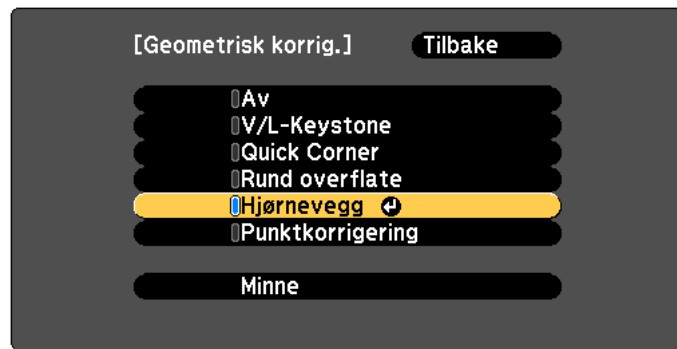 [Geometrisk korrig.] Tilbake
Av
V/L-Keystone
Quick Corner
Rund overflate
Hjørnevegg
Punktkorrigering
Minne